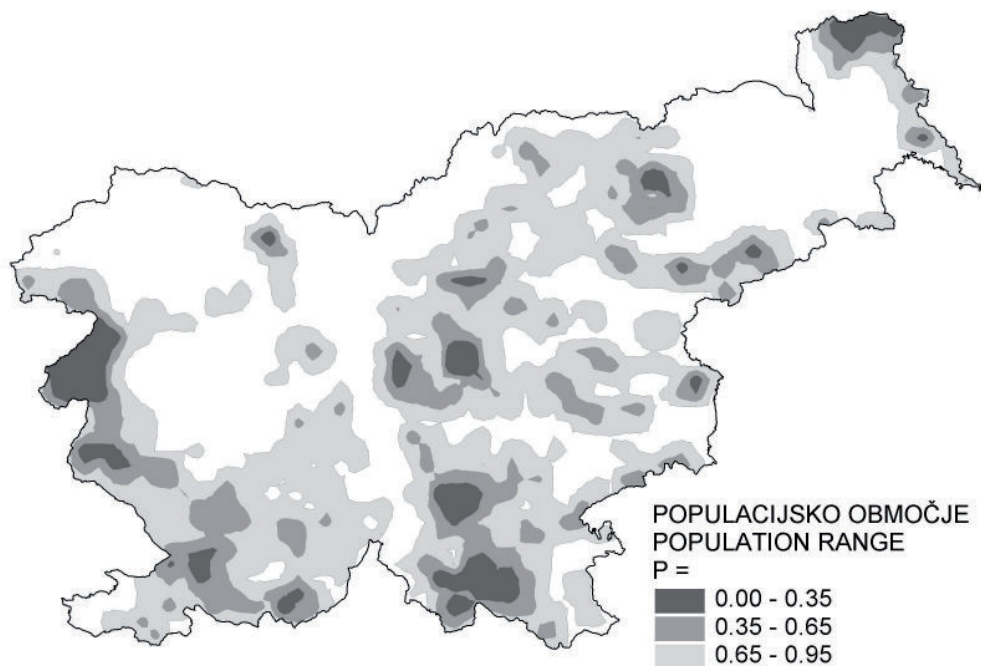 POPULACIJSKO OBMOČJE
POPULATION RANGE
P =
0.00 - 0.35
0.35 - 0.65
0.65 - 0.95